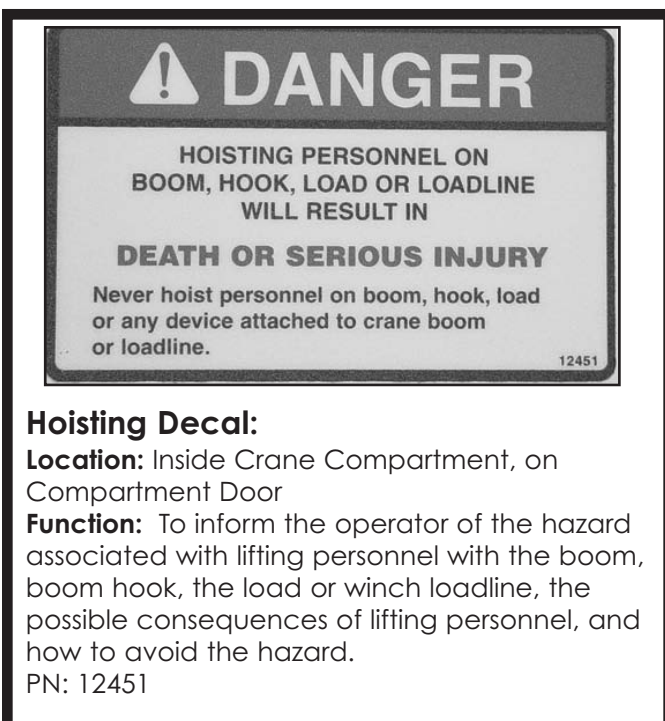 DANGER
HOISTING PERSONNEL ON
BOOM, HOOK, LOAD OR LOADLINE
WILL RESULT IN
DEATH OR SERIOUS INJURY
Never hoist personnel on boom, hook, load
or any device attached to crane boom
or loadline.
12451
Hoisting Decal:
Location: Inside Crane Compartment, on
Compartment Door
Function: To inform the operator of the hazard
associated with lifting personnel with the boom,
boom hook, the load or winch loadline, the
possible consequences of lifting personnel, and
how to avoid the hazard.
PN: 12451